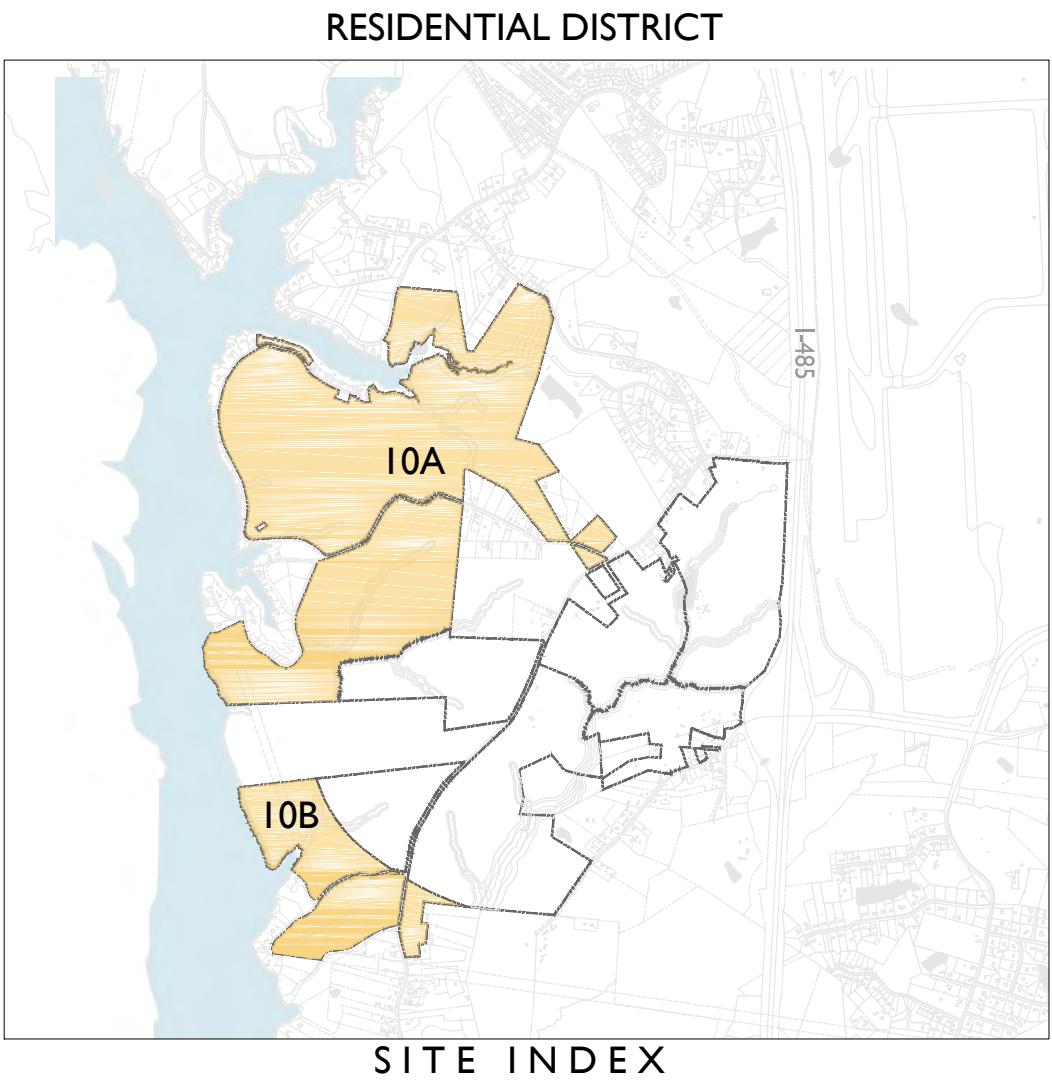 RESIDENTIAL DISTRICT
I-485
10A
10B
SITE INDEX